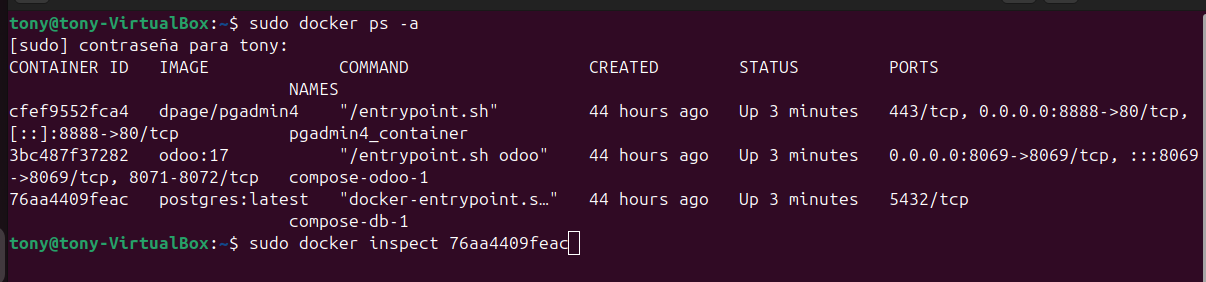 tony@tony-VirtualBox:~$ sudo docker ps -a
[sudo] contraseña para tony:
CONTAINER ID   IMAGE             COMMAND                  CREATED        STATUS         PORTS
                            NAMES
cfef9552fca4   dpage/pgadmin4    "/entrypoint.sh"         44 hours ago   Up 3 minutes   443/tcp, 0.0.0.0:8888->80/tcp,
[::]:8888->80/tcp           pgadmin4_container
3bc487f37282   odoo:17           "/entrypoint.sh odoo"    44 hours ago   Up 3 minutes   0.0.0.0:8069->8069/tcp, :::8069
->8069/tcp, 8071-8072/tcp   compose-odoo-1
76aa4409feac   postgres:latest   "docker-entrypoint.s…"   44 hours ago   Up 3 minutes   5432/tcp
                            compose-db-1
tony@tony-VirtualBox:~$ sudo docker inspect 76aa4409feac